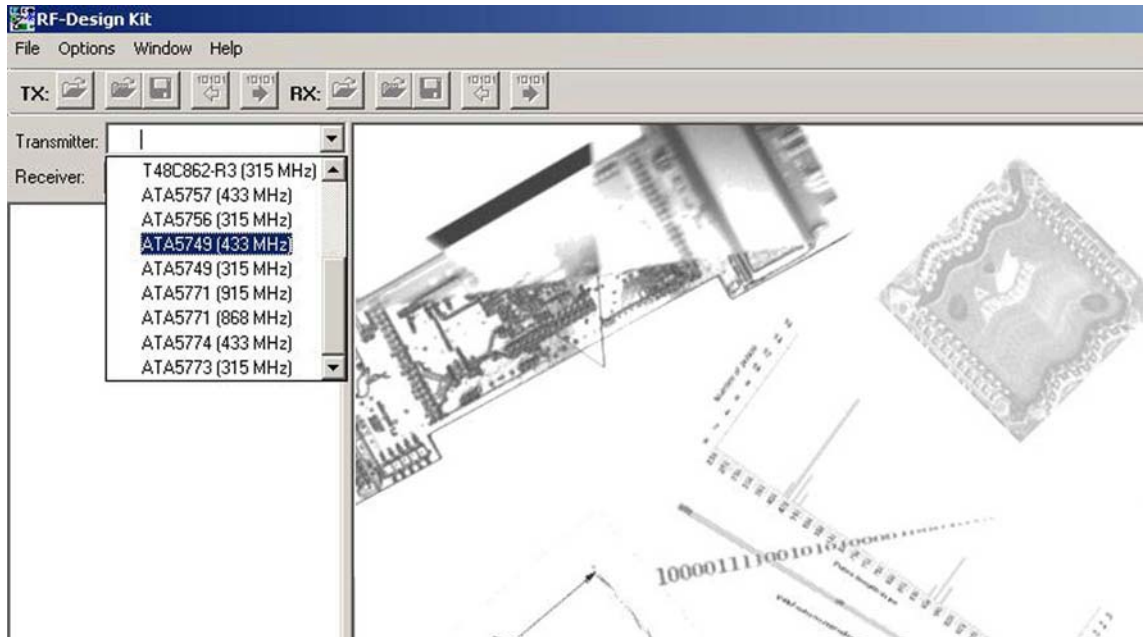 RF-Design Kit
File Options Window Help
TX: RX:
Transmitter:
Receiver:
T48C862-R3 (315 MHz)
ATA5757 (433 MHz)
ATA5756 (315 MHz)
ATA5749 (433 MHz)
ATA5749 (315 MHz)
ATA5771 (915 MHz)
ATA5771 (868 MHz)
ATA5774 (433 MHz)
ATA5773 (315 MHz)